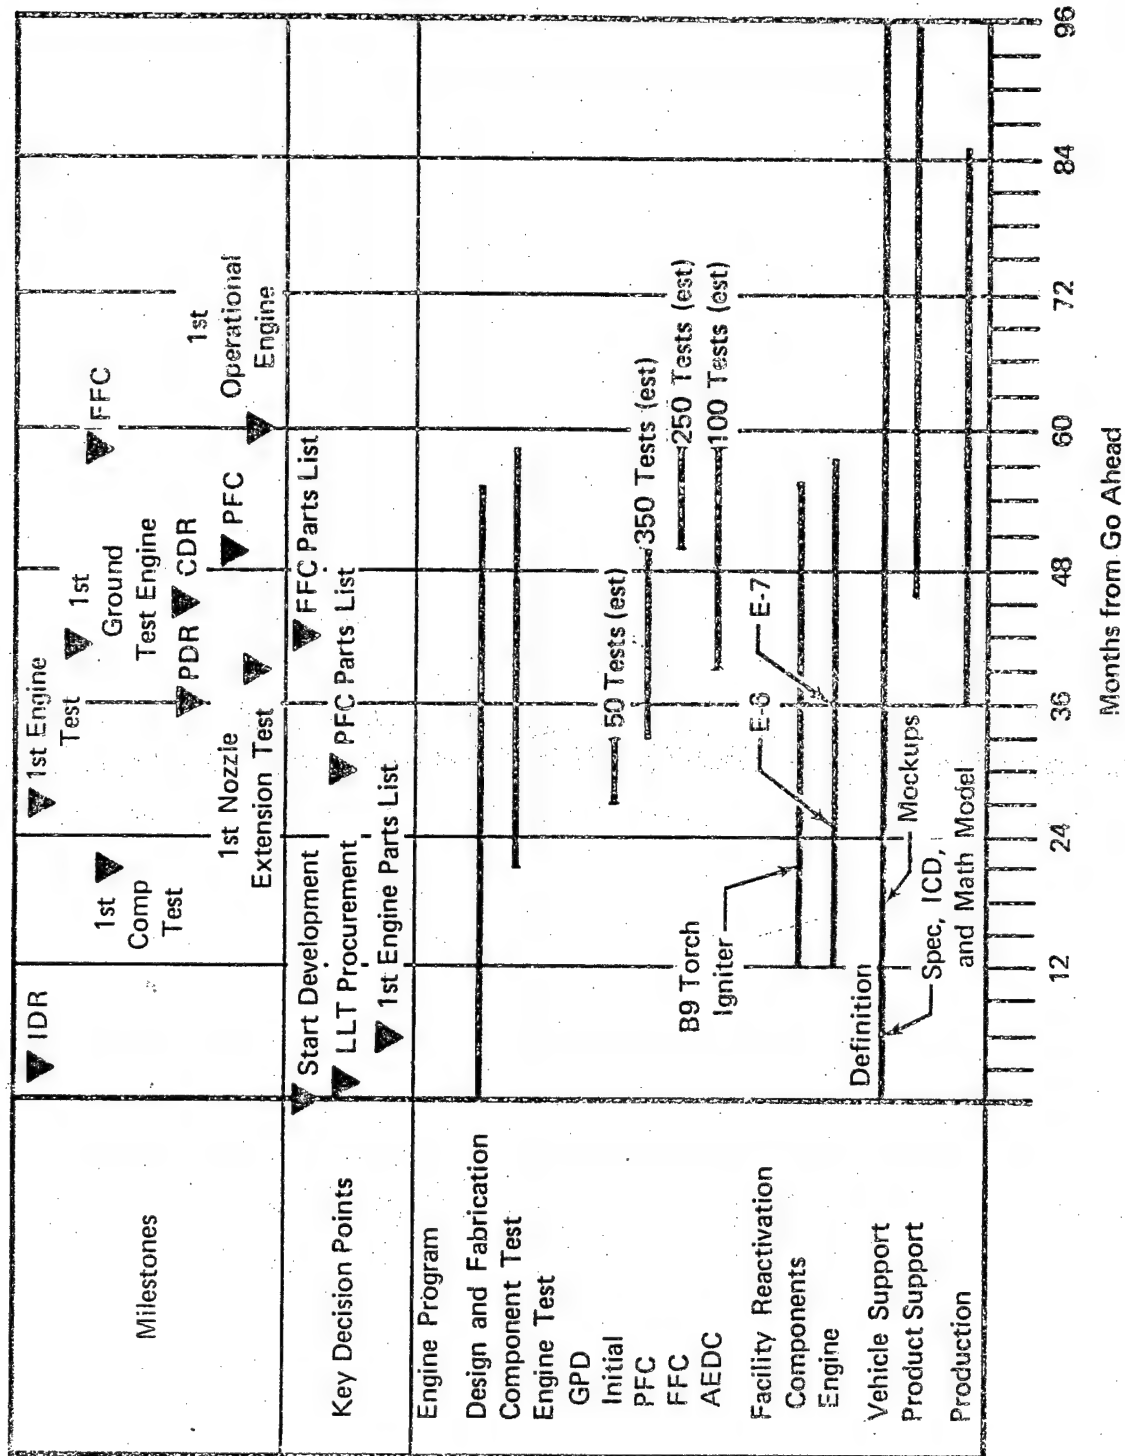 Milestones
IDR
1st
Comp
Test
1st Engine
Test
1st
Ground
Test Engine
FFC
PDR
CDR
1st Nozzle
Extension Test
PFC
1st
Operational
Engine
Key Decision Points
Start Development
LLT Procurement
1st Engine Parts List
PFC Parts List
FFC Parts List
Engine Program
Design and Fabrication
Component Test
Engine Test
GPD
Initial
50 Tests (est)
PFC
350 Tests (est)
FFC
250 Tests (est)
AEDC
100 Tests (est)
Facility Reactivation
Components
B9 Torch
Igniter
Engine
E-6
E-7
Vehicle Support
Definition
Spec, ICD,
and Math Model
Mockups
Product Support
Production
12
24
36
48
60
72
84
96
Months from Go Ahead